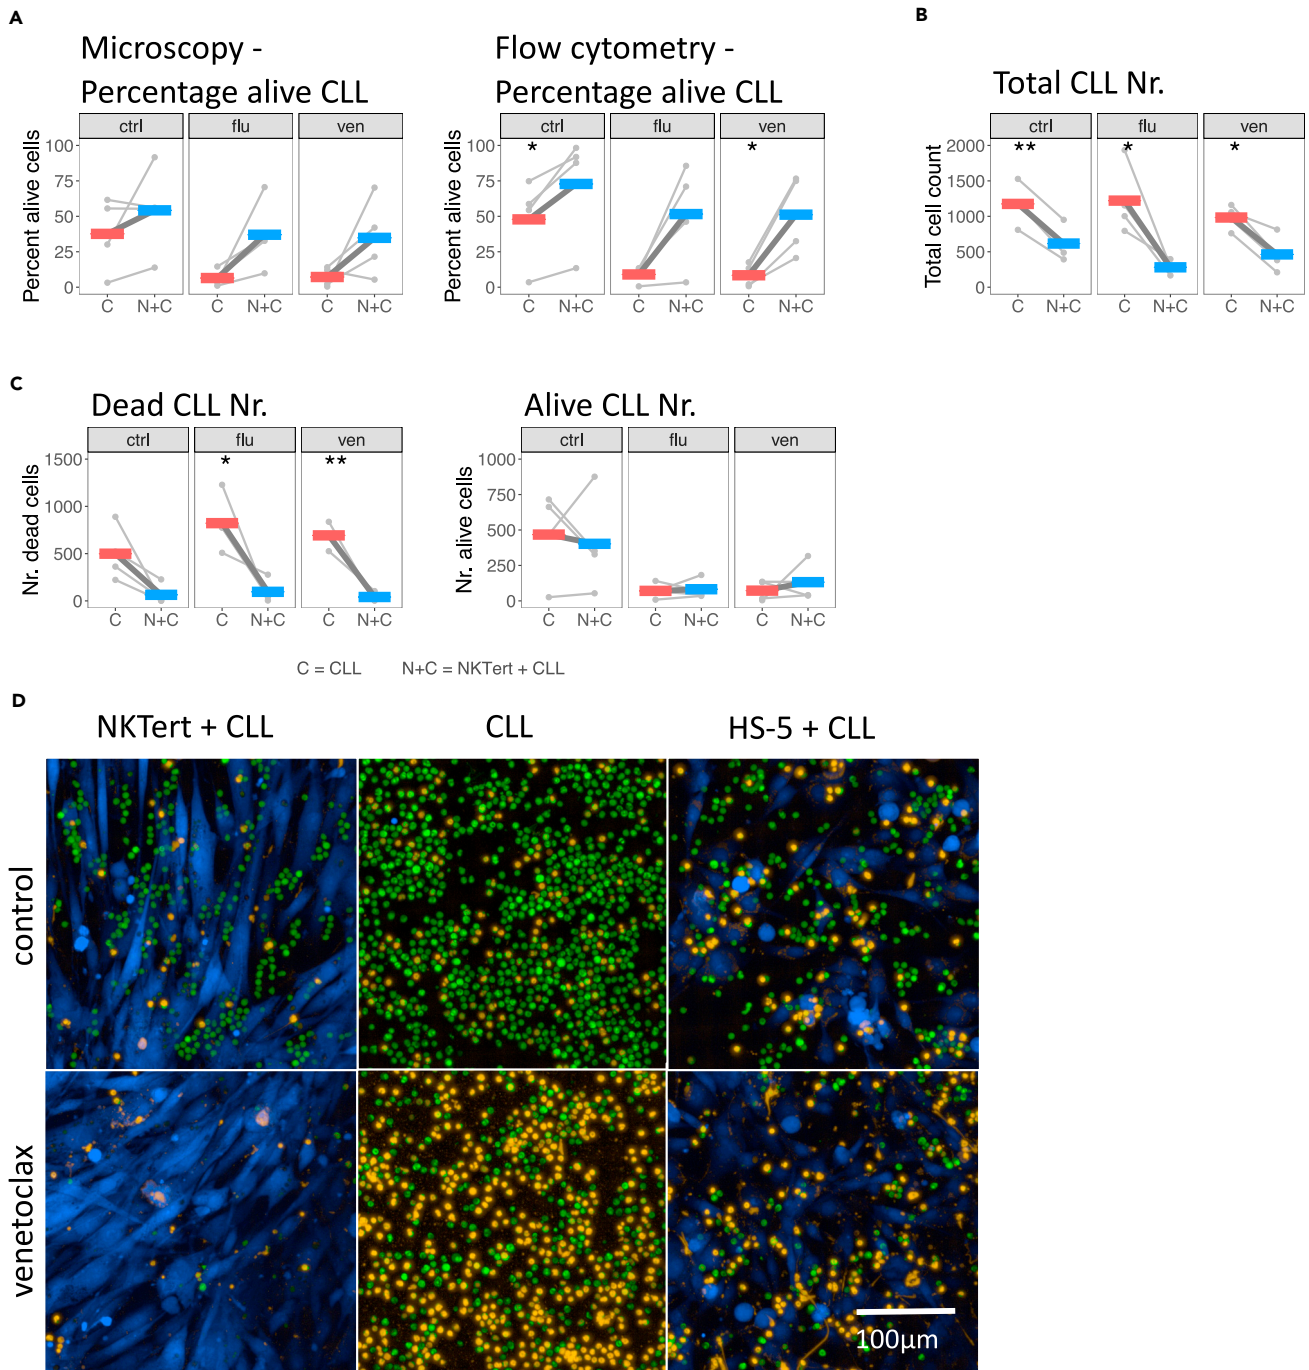 A
Microscopy -
Percentage alive CLL
ctrl flu ven
Percent alive cells
100
75
50
25
0
C N+C C N+C C N+C
Flow cytometry -
Percentage alive CLL
ctrl flu ven
* *
Percent alive cells
100
75
50
25
0
C N+C C N+C C N+C
B
Total CLL Nr.
ctrl flu ven
** * *
Total cell count
2000
1500
1000
500
0
C N+C C N+C C N+C
C
Dead CLL Nr.
ctrl flu ven
* **
Nr. dead cells
1500
1000
500
0
C N+C C N+C C N+C
Alive CLL Nr.
ctrl flu ven
Nr. alive cells
1000
750
500
250
0
C N+C C N+C C N+C
C = CLL N+C = NKTert + CLL
D
NKTert + CLL CLL HS-5 + CLL
control
venetoclax
100μm